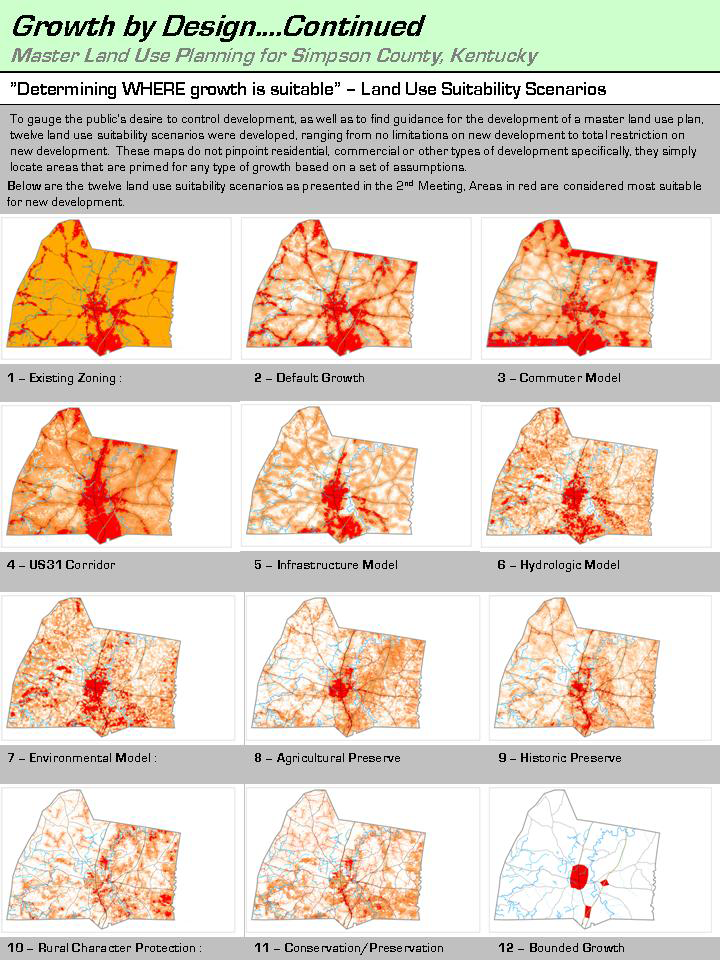 Growth by Design....Continued
Master Land Use Planning for Simpson County, Kentucky
"Determining WHERE growth is suitable" – Land Use Suitability Scenarios
To gauge the public's desire to control development, as well as to find guidance for the development of a master land use plan,
twelve land use suitability scenarios were developed, ranging from no limitations on new development to total restriction on
new development. These maps do not pinpoint residential, commercial or other types of development specifically, they simply
locate areas that are primed for any type of growth based on a set of assumptions.
Below are the twelve land use suitability scenarios as presented in the 2nd Meeting, Areas in red are considered most suitable
for new development.
1 – Existing Zoning :
2 – Default Growth
3 – Commuter Model
4 – US31 Corridor
5 – Infrastructure Model
6 – Hydrologic Model
7 – Environmental Model :
8 – Agricultural Preserve
9 – Historic Preserve
10 – Rural Character Protection :
11 – Conservation/Preservation
12 – Bounded Growth